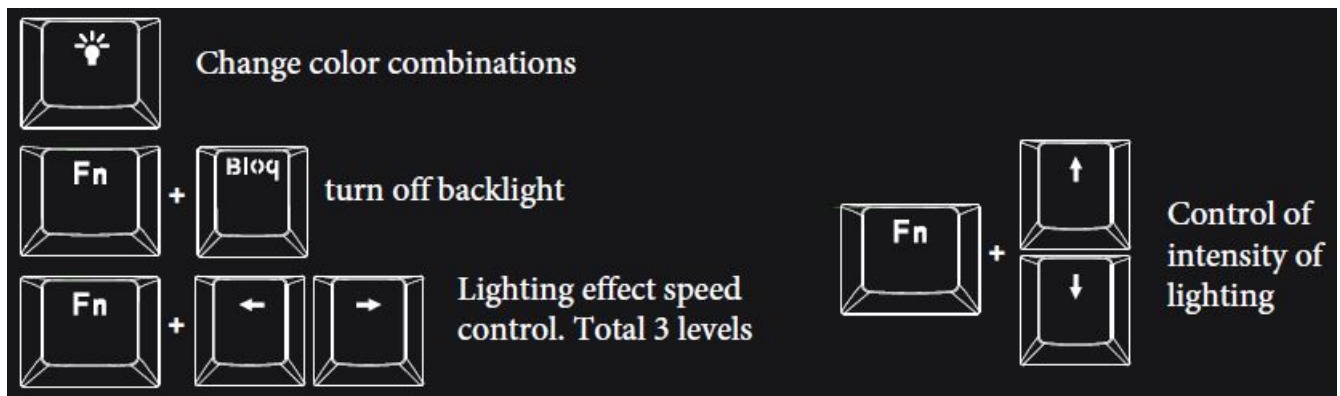 Change color combinations
Fn + Bloq turn off backlight
Fn + ← → Lighting effect speed
control. Total 3 levels
Fn + ↑ ↓ Control of
intensity of
lighting